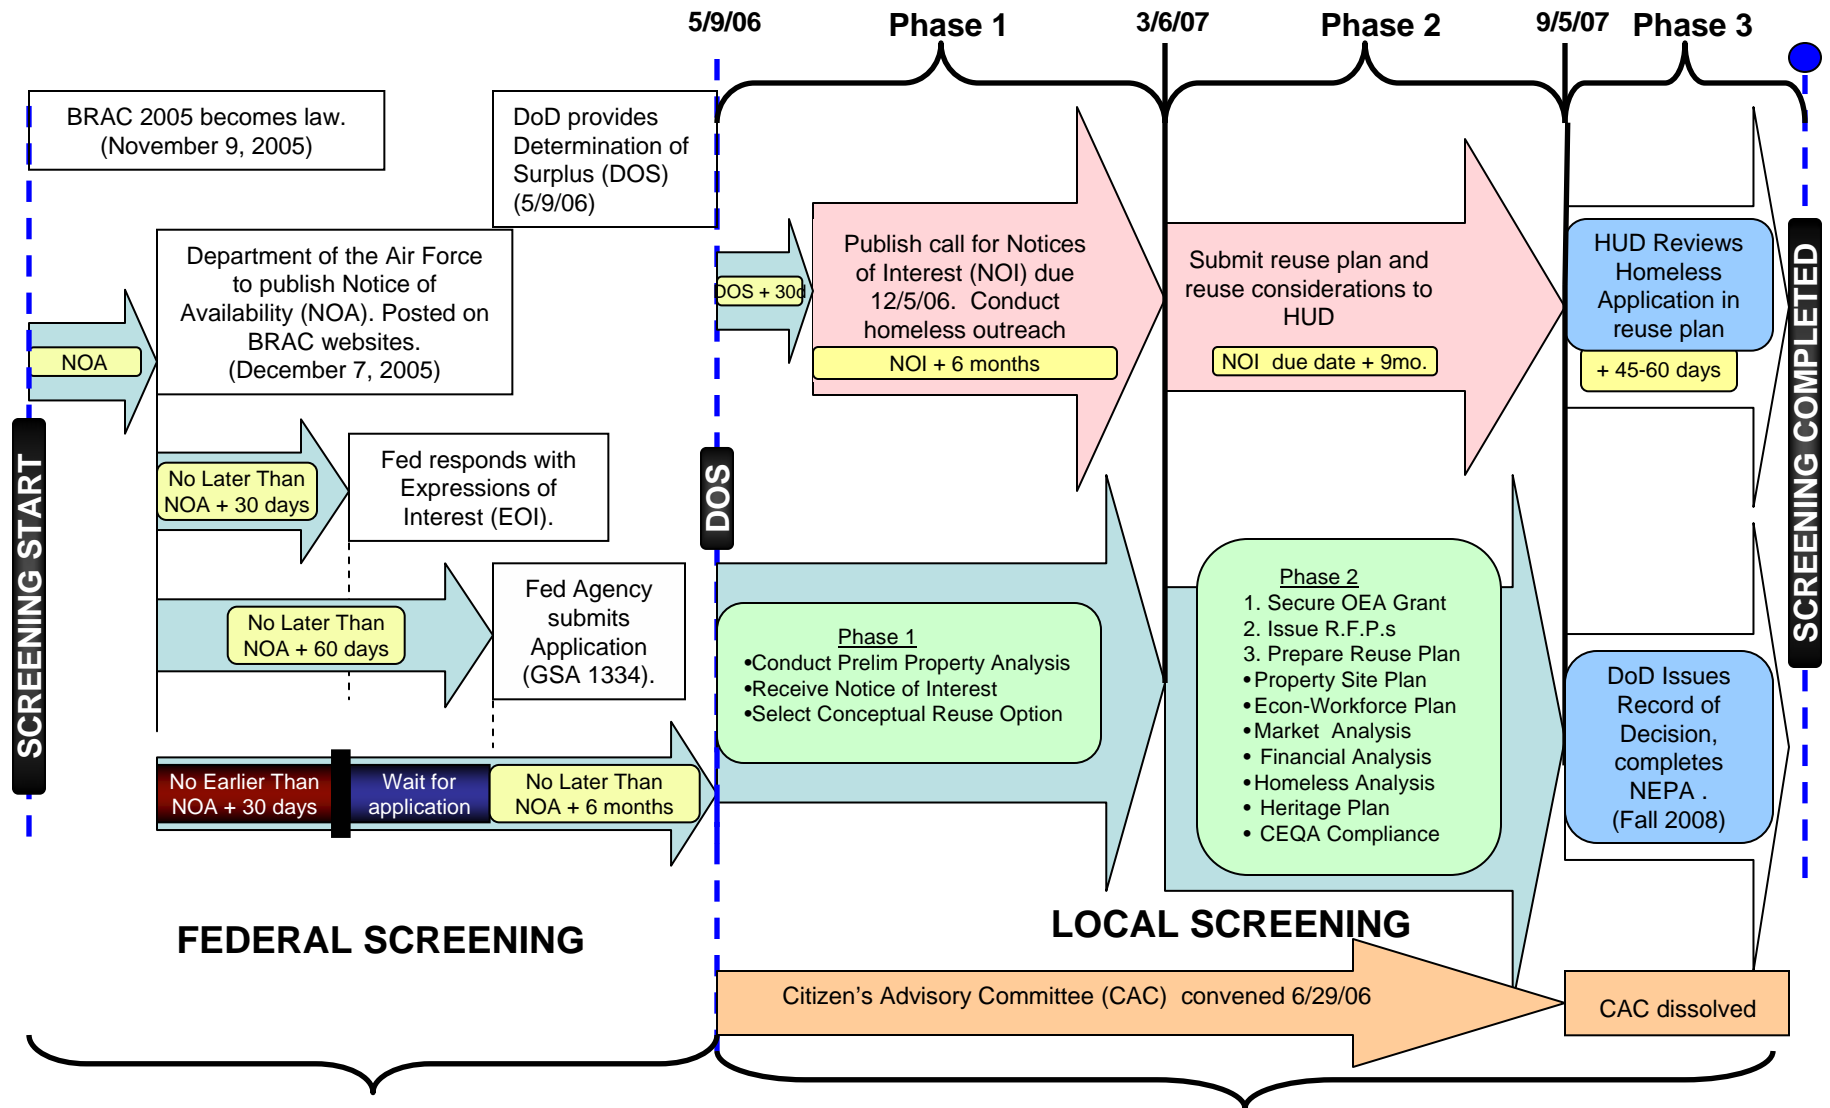 5/9/06
Phase 1
3/6/07
Phase 2
9/5/07
Phase 3
BRAC 2005 becomes law.
(November 9, 2005)
DoD provides
Determination of
Surplus (DOS)
(5/9/06)
Department of the Air Force
to publish Notice of
Availability (NOA). Posted on
BRAC websites.
(December 7, 2005)
NOA
DOS + 30d
Publish call for Notices
of Interest (NOI) due
12/5/06.  Conduct
homeless outreach
NOI + 6 months
Submit reuse plan and
reuse considerations to
HUD
NOI  due date + 9mo.
HUD Reviews
Homeless
Application in
reuse plan
+ 45-60 days
SCREENING START
No Later Than
NOA + 30 days
Fed responds with
Expressions of
Interest (EOI).
DOS
SCREENING COMPLETED
No Later Than
NOA + 60 days
Fed Agency
submits
Application
(GSA 1334).
Phase 1
•Conduct Prelim Property Analysis
•Receive Notice of Interest
•Select Conceptual Reuse Option
Phase 2
1. Secure OEA Grant
2. Issue R.F.P.s
3. Prepare Reuse Plan
•Property Site Plan
•Econ-Workforce Plan
•Market  Analysis
• Financial Analysis
•Homeless Analysis
• Heritage Plan
• CEQA Compliance
DoD Issues
Record of
Decision,
completes
NEPA .
(Fall 2008)
No Earlier Than
NOA + 30 days
Wait for
application
No Later Than
NOA + 6 months
FEDERAL SCREENING
LOCAL SCREENING
Citizen’s Advisory Committee (CAC)  convened 6/29/06
CAC dissolved